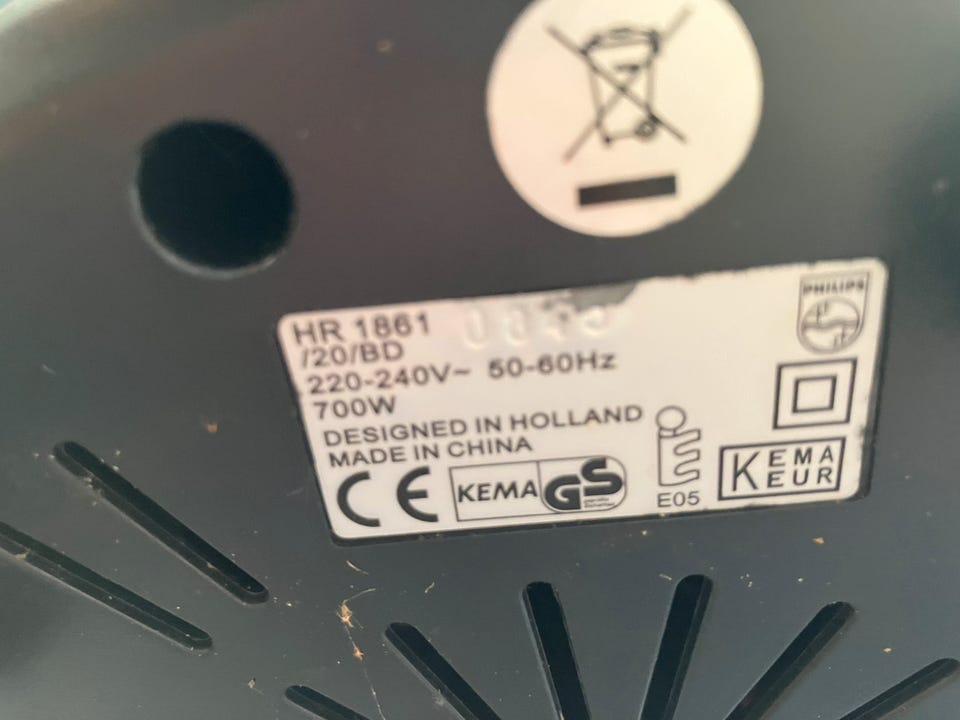 HR 1861
/20/BD
220-240V~ 50-60Hz
700W
DESIGNED IN HOLLAND
MADE IN CHINA
PHILIPS
CE
KEMA GS
E05
KEMA
KEUR